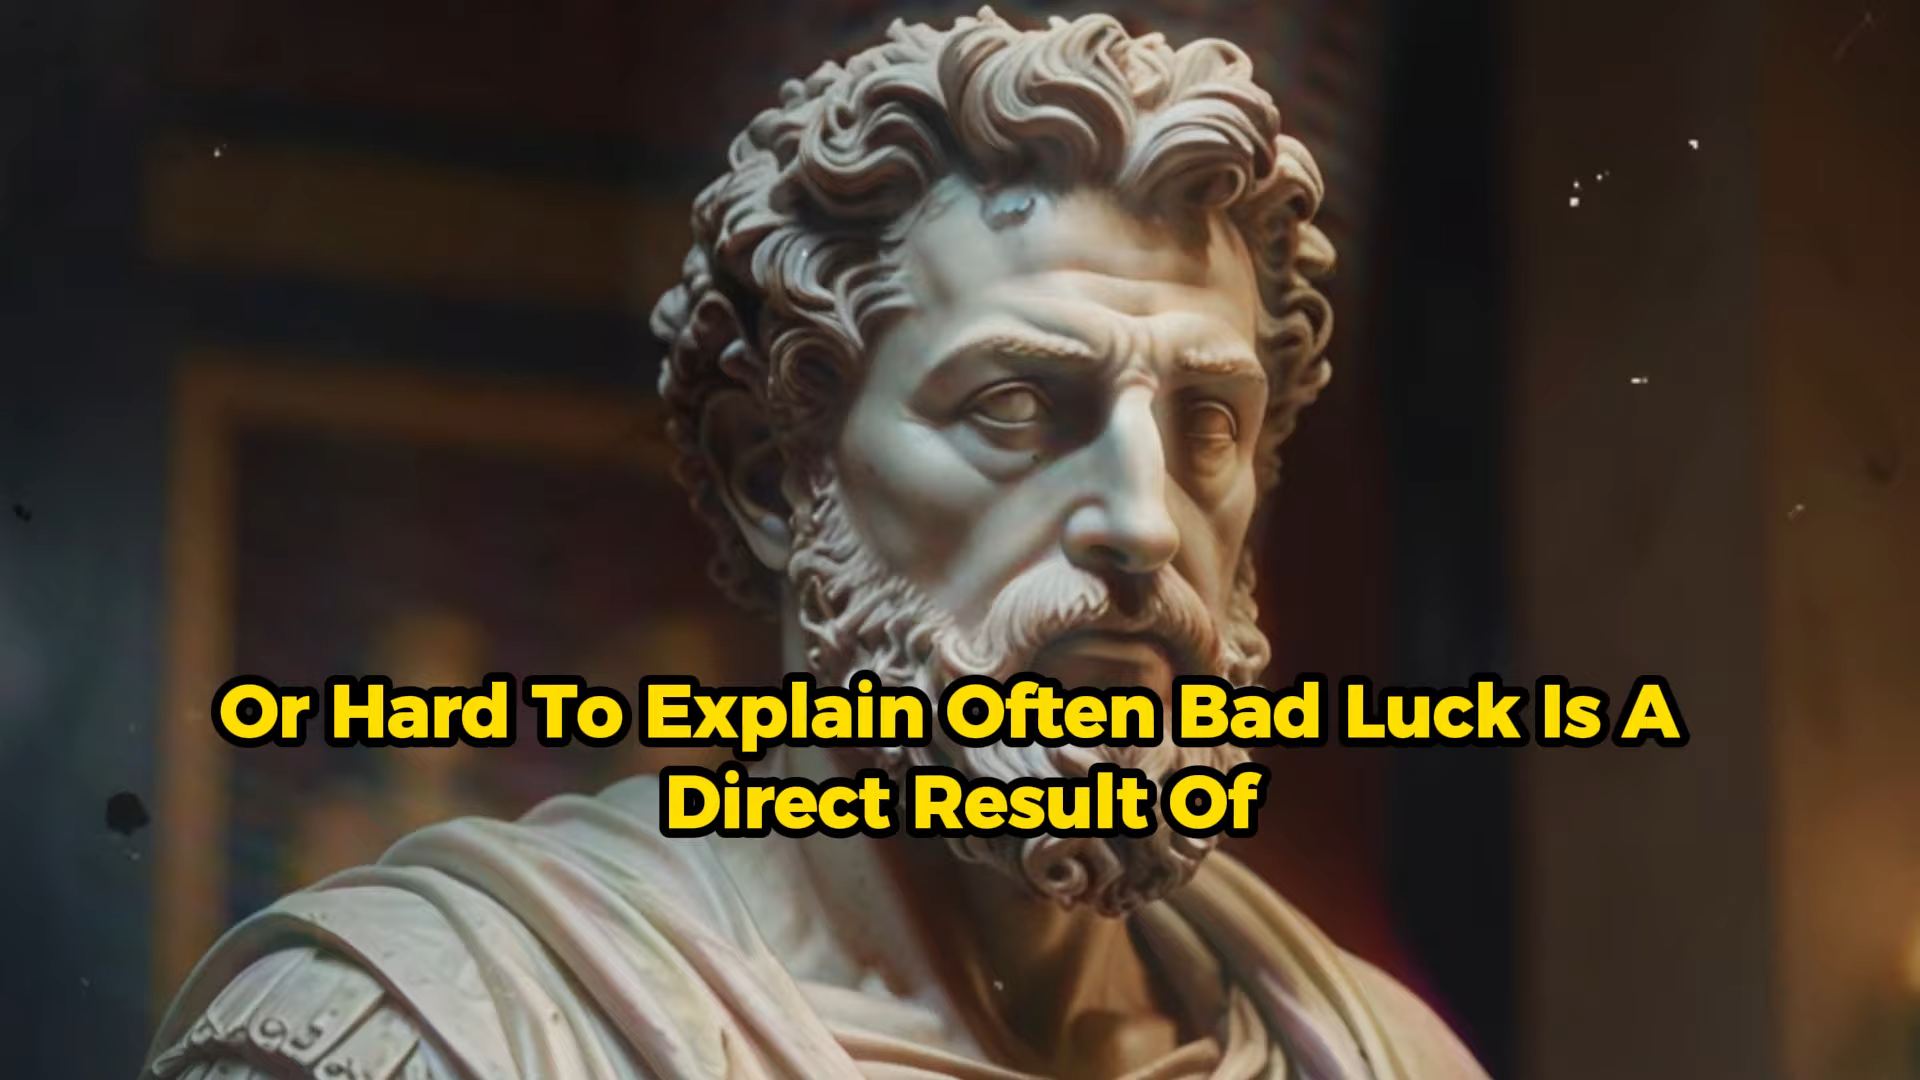 Or Hard To Explain Often Bad Luck Is A
Direct Result Of